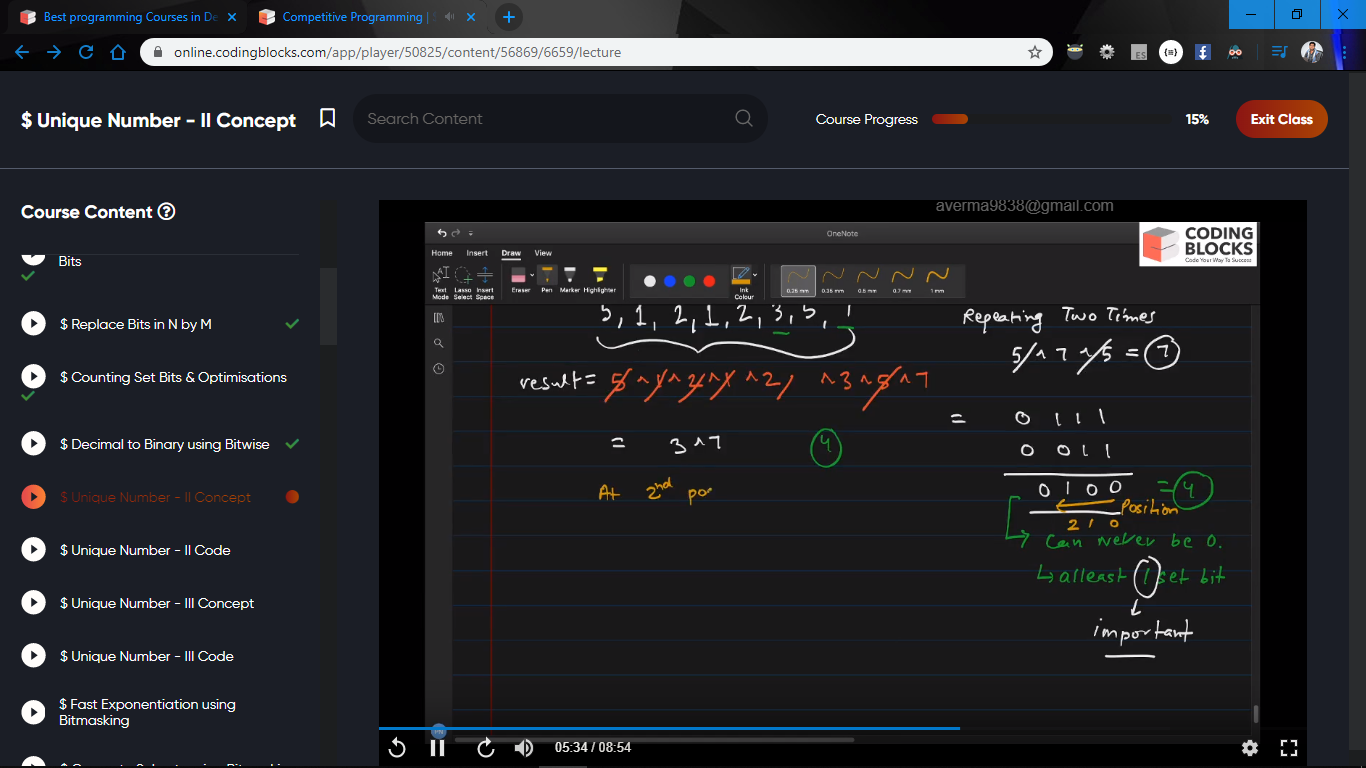 Best programming Courses in De
Competitive Programming |
online.codingblocks.com/app/player/50825/content/56869/6659/lecture
$ Unique Number - II Concept
Search Content
Course Progress
15%
Exit Class
Course Content
Bits
$ Replace Bits in N by M
$ Counting Set Bits & Optimisations
$ Decimal to Binary using Bitwise
$ Unique Number - II Concept
$ Unique Number - II Code
$ Unique Number - III Concept
$ Unique Number - III Code
$ Fast Exponentiation using
Bitmasking
averma9838@gmail.com
OneNote
CODING
BLOCKS
Code Your Way To Success
Home Insert Draw View
Text Mode
Lasso Select
Insert Space
Eraser
Pen
Marker
Highlighter
Ink Colour
0.25 mm
0.35 mm
0.5 mm
0.7 mm
1 mm
5, 1, 2, 1, 2, 3, 5, 7
Repeating Two Times
5 ^ 7 ^ 5 = 7
result = 5 ^ 1 ^ 2 ^ 1 ^ 2 ^ 3 ^ 5 ^ 7
= 0 1 1 1
= 3 ^ 7
4
0 0 1 1
At 2nd pos
0 1 0 0 = 4
Position
2 1 0
Can never be 0.
↳ atleast 1 set bit
important
05:34 / 08:54